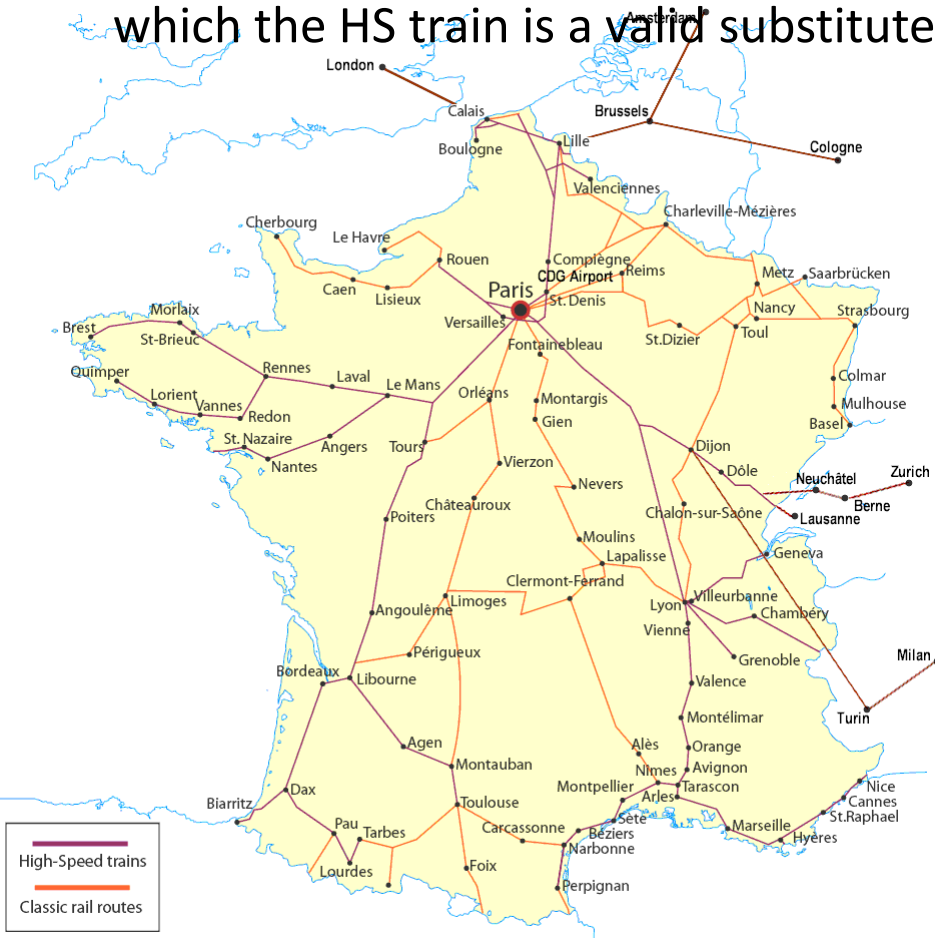 which the HS train is a valid substitute
Amsterdam
London
Brussels
Calais
Boulogne
Lille
Cologne
Valenciennes
Charleville-Mézières
Cherbourg
Le Havre
Rouen
Complègne
CDG Airport
Reims
Metz
Saarbrücken
Caen
Lisieux
Paris
St. Denis
Nancy
Strasbourg
Versailles
St.Dizier
Toul
Morlaix
Brest
St-Brieuc
Fontainebleau
Quimper
Rennes
Laval
Le Mans
Orléans
Colmar
Lorient
Vannes
Redon
Montargis
Mulhouse
Gien
Basel
St. Nazaire
Angers
Tours
Dijon
Nantes
Vierzon
Dôle
Neuchâtel
Zurich
Nevers
Berne
Châteauroux
Chalon-sur-Saône
Lausanne
Poiters
Moulins
Lapalisse
Geneva
Clermont-Ferrand
Limoges
Angoulême
Lyon
Villeurbanne
Chambéry
Vienne
Périgueux
Grenoble
Milan
Bordeaux
Libourne
Valence
Turin
Montélimar
Agen
Alès
Orange
Montauban
Nimes
Avignon
Montpellier
Tarascon
Arles
Nice
Cannes
Biarritz
Dax
Toulouse
St.Raphael
Sète
Pau
Tarbes
Carcassonne
Béziers
Marseille
Hyères
Narbonne
Lourdes
Foix
Perpignan
High-Speed trains
Classic rail routes